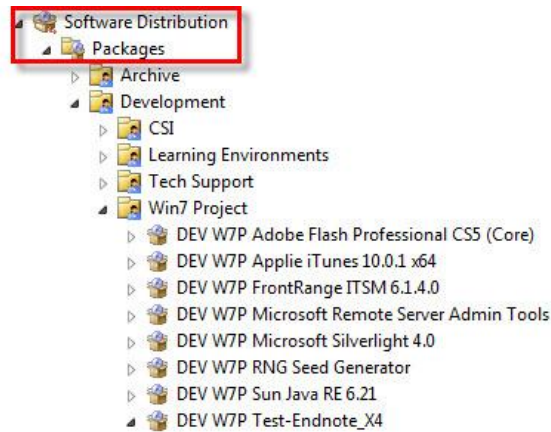 Software Distribution
Packages
Archive
Development
CSI
Learning Environments
Tech Support
Win7 Project
DEV W7P Adobe Flash Professional CS5 (Core)
DEV W7P Applie iTunes 10.0.1 x64
DEV W7P FrontRange ITSM 6.1.4.0
DEV W7P Microsoft Remote Server Admin Tools
DEV W7P Microsoft Silverlight 4.0
DEV W7P RNG Seed Generator
DEV W7P Sun Java RE 6.21
DEV W7P Test-Endnote_X4